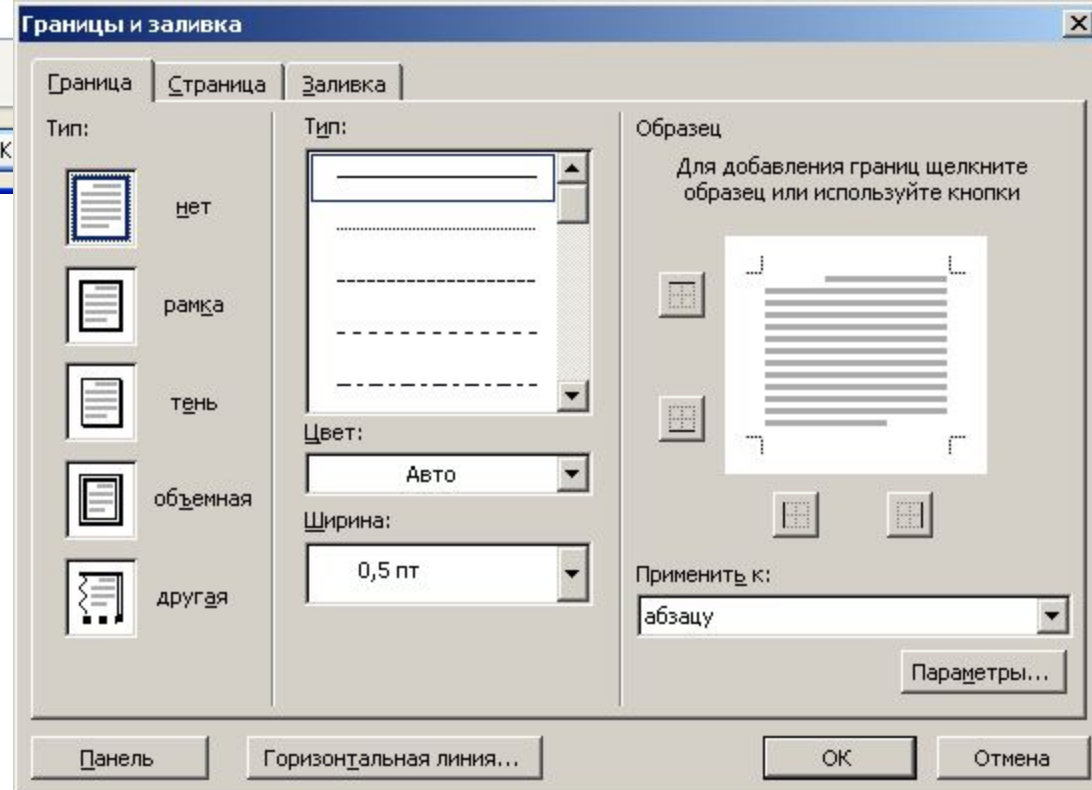 Границы и заливка
К
Граница
Страница
Заливка
Тип:
нет
рамка
тень
объемная
другая
Тип:
Цвет:
Авто
Ширина:
0,5 пт
Образец
Для добавления границ щелкните
образец или используйте кнопки
Применить к:
абзацу
Параметры...
Панель
Горизонтальная линия...
ОК
Отмена